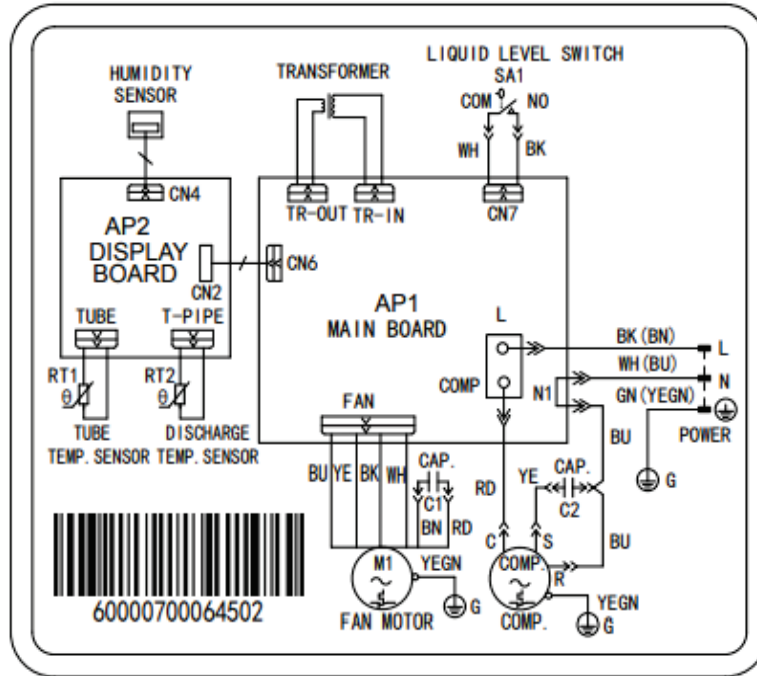 LIQUID LEVEL SWITCH
SA1
HUMIDITY
SENSOR
TRANSFORMER
COM
NO
WH
BK
CN4
TR-OUT
TR-IN
CN7
AP2
DISPLAY
BOARD
CN2
CN6
AP1
MAIN BOARD
L
COMP
N1
BK(BN)
L
WH(BU)
N
GN(YEGN)
POWER
G
TUBE
T-PIPE
RT1
θ
RT2
θ
TUBE
TEMP. SENSOR
DISCHARGE
TEMP. SENSOR
FAN
BU
YE
BK
WH
CAP.
C1
BN
RD
M1
YEGN
G
FAN MOTOR
RD
YE
CAP.
C2
BU
BU
C
S
R
COMP.
YEGN
G
COMP.
60000700064502